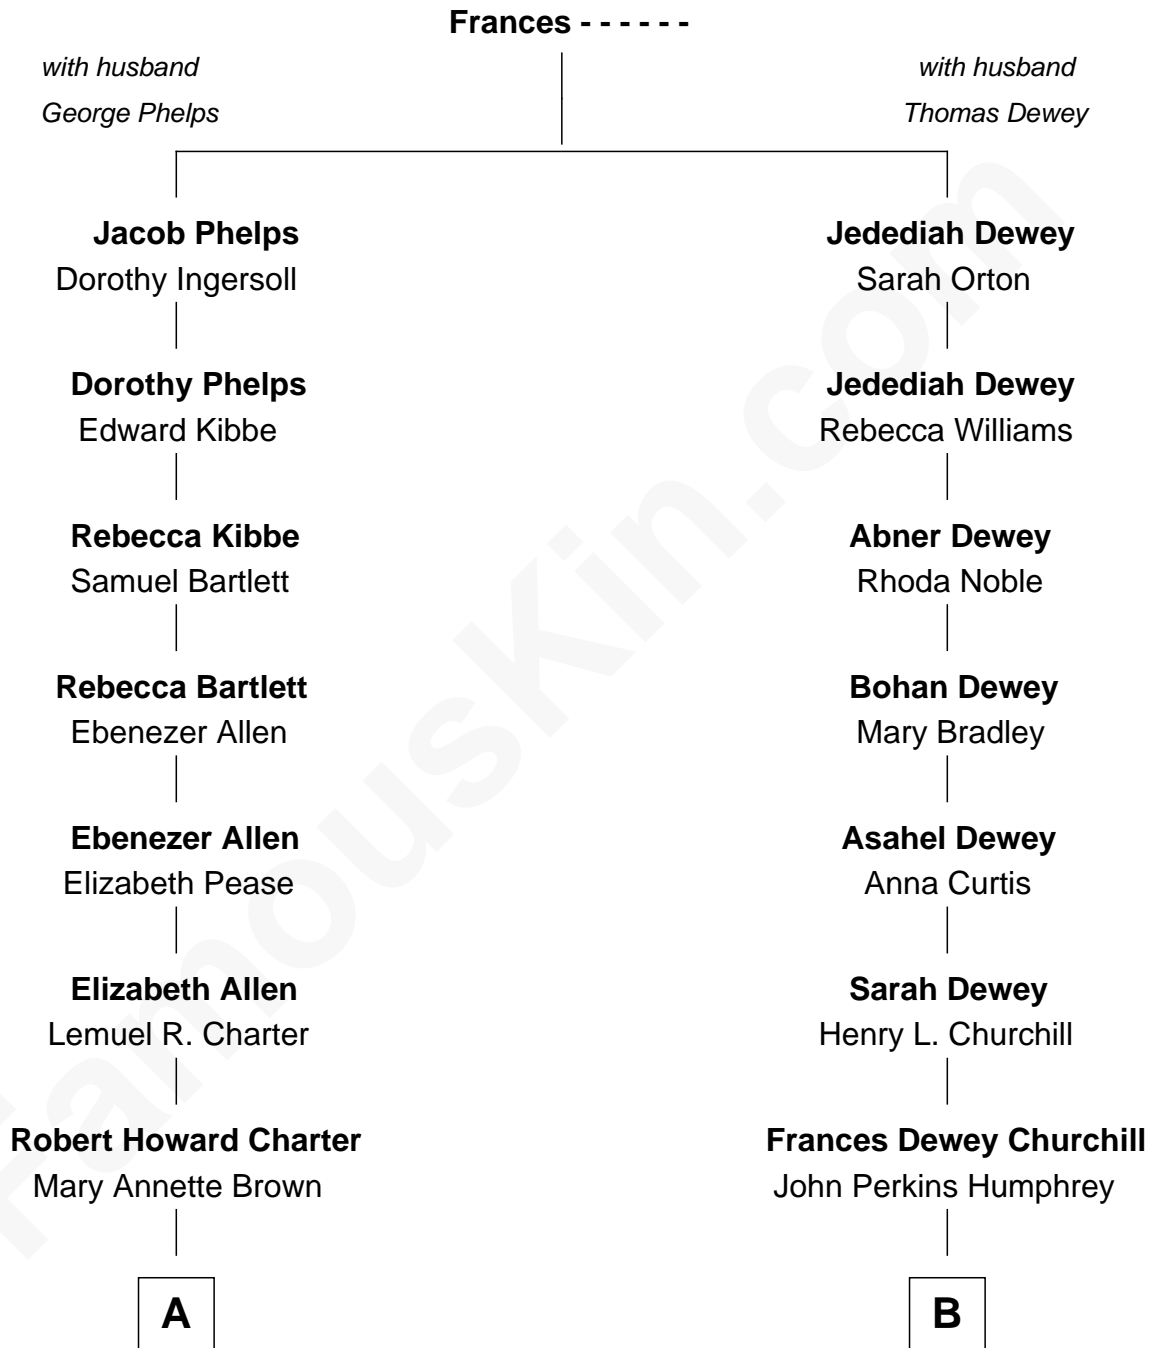 Frances - - - - - -
with husband
George Phelps
with husband
Thomas Dewey
Jacob Phelps
Dorothy Ingersoll
Jedediah Dewey
Sarah Orton
Dorothy Phelps
Edward Kibbe
Jedediah Dewey
Rebecca Williams
Rebecca Kibbe
Samuel Bartlett
Abner Dewey
Rhoda Noble
Rebecca Bartlett
Ebenezer Allen
Bohan Dewey
Mary Bradley
Ebenezer Allen
Elizabeth Pease
Asahel Dewey
Anna Curtis
Elizabeth Allen
Lemuel R. Charter
Sarah Dewey
Henry L. Churchill
Robert Howard Charter
Mary Annette Brown
Frances Dewey Churchill
John Perkins Humphrey
A
B
FamousKin.com